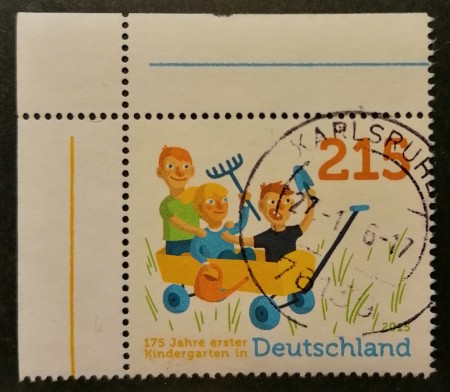 KARLSRUHE
215
2015
175 Jahre erster
Kindergarten in Deutschland